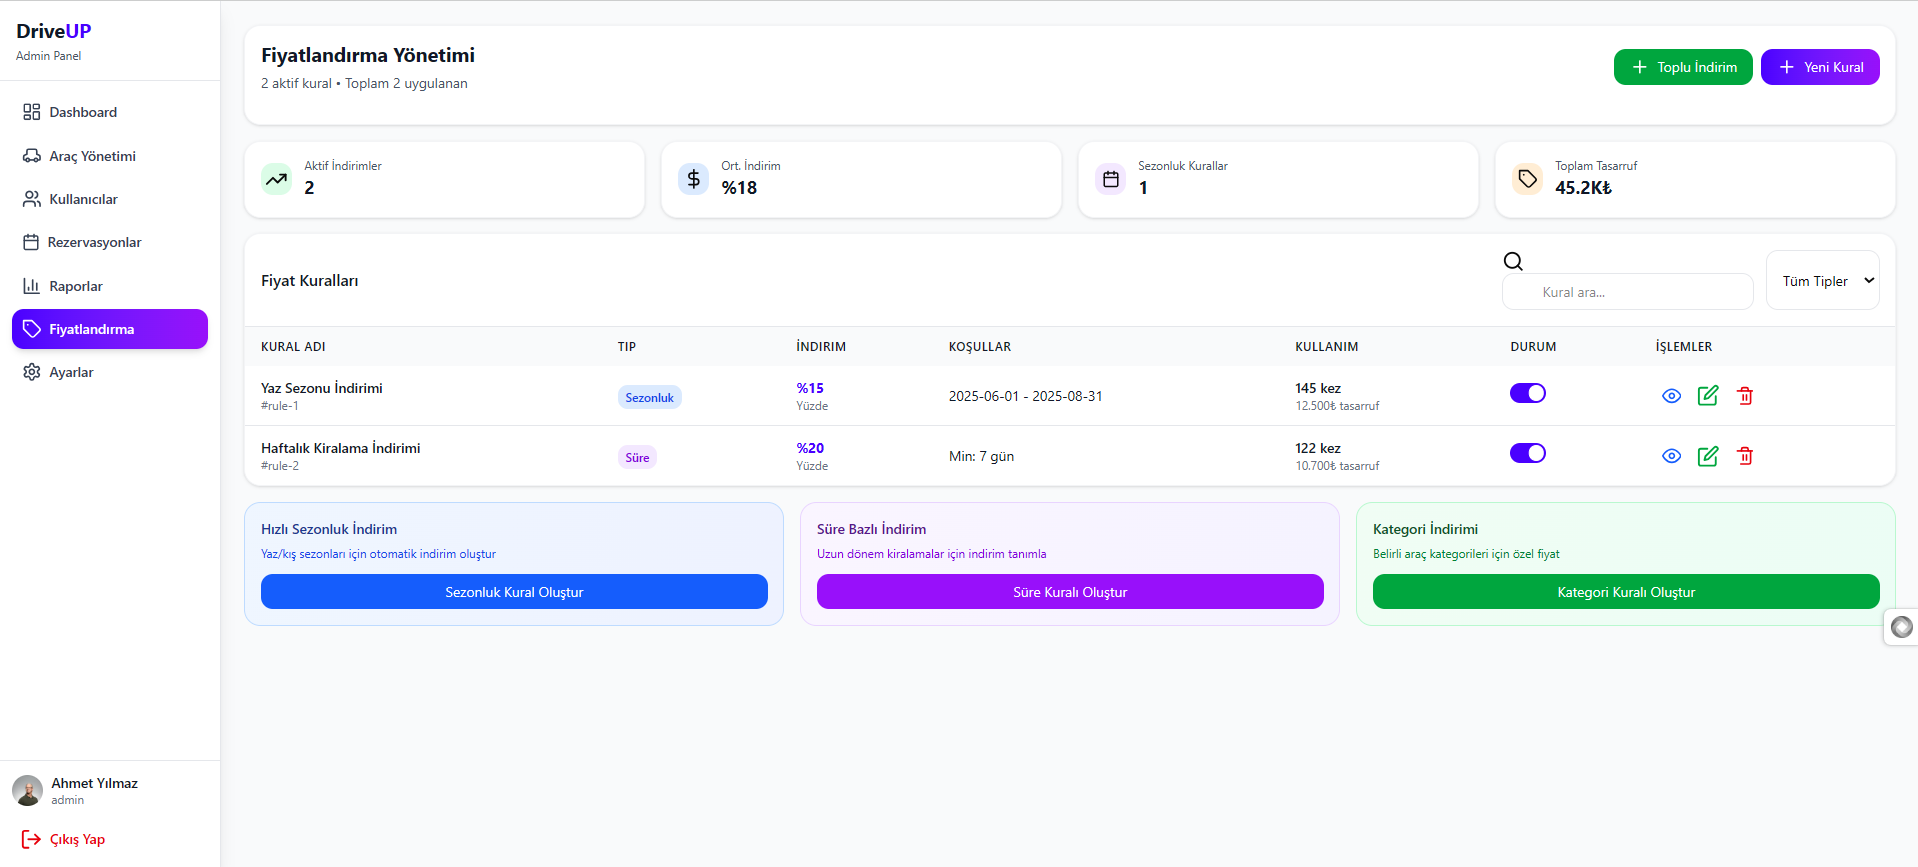 DriveUP
Admin Panel
Dashboard
Araç Yönetimi
Kullanıcılar
Rezervasyonlar
Raporlar
Fiyatlandırma
Ayarlar
Ahmet Yılmaz
admin
Çıkış Yap
Fiyatlandırma Yönetimi
2 aktif kural • Toplam 2 uygulanan
Toplu İndirim
Yeni Kural
Aktif İndirimler
2
Ort. İndirim
%18
Sezonluk Kurallar
1
Toplam Tasarruf
45.2K₺
Fiyat Kuralları
Kural ara...
Tüm Tipler
KURAL ADI TIP İNDIRIM KOŞULLAR KULLANIM DURUM İŞLEMLER
Yaz Sezonu İndirimi
#rule-1
Sezonluk
%15
Yüzde
2025-06-01 - 2025-08-31
145 kez
12.500₺ tasarruf
Haftalık Kiralama İndirimi
#rule-2
Süre
%20
Yüzde
Min: 7 gün
122 kez
10.700₺ tasarruf
Hızlı Sezonluk İndirim
Yaz/kış sezonları için otomatik indirim oluştur
Sezonluk Kural Oluştur
Süre Bazlı İndirim
Uzun dönem kiralamalar için indirim tanımla
Süre Kuralı Oluştur
Kategori İndirimi
Belirli araç kategorileri için özel fiyat
Kategori Kuralı Oluştur